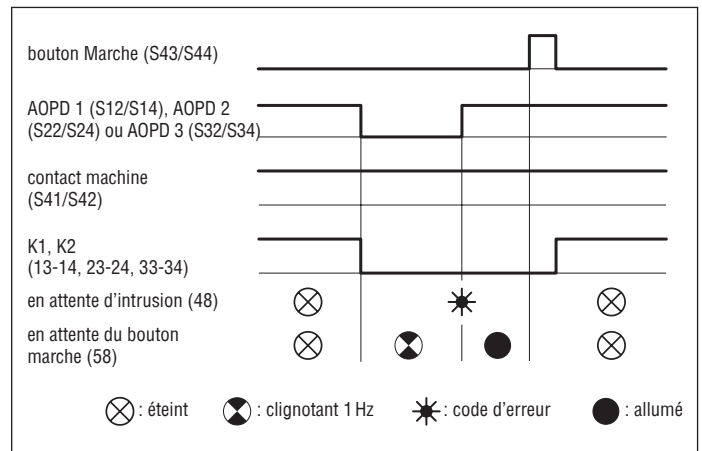 bouton Marche (S43/S44)
AOPD 1 (S12/S14), AOPD 2
(S22/S24) ou AOPD 3 (S32/S34)
contact machine
(S41/S42)
K1, K2
(13-14, 23-24, 33-34)
en attente d'intrusion (48)
en attente du bouton
marche (58)
: éteint : clignotant 1 Hz : code d'erreur : allumé